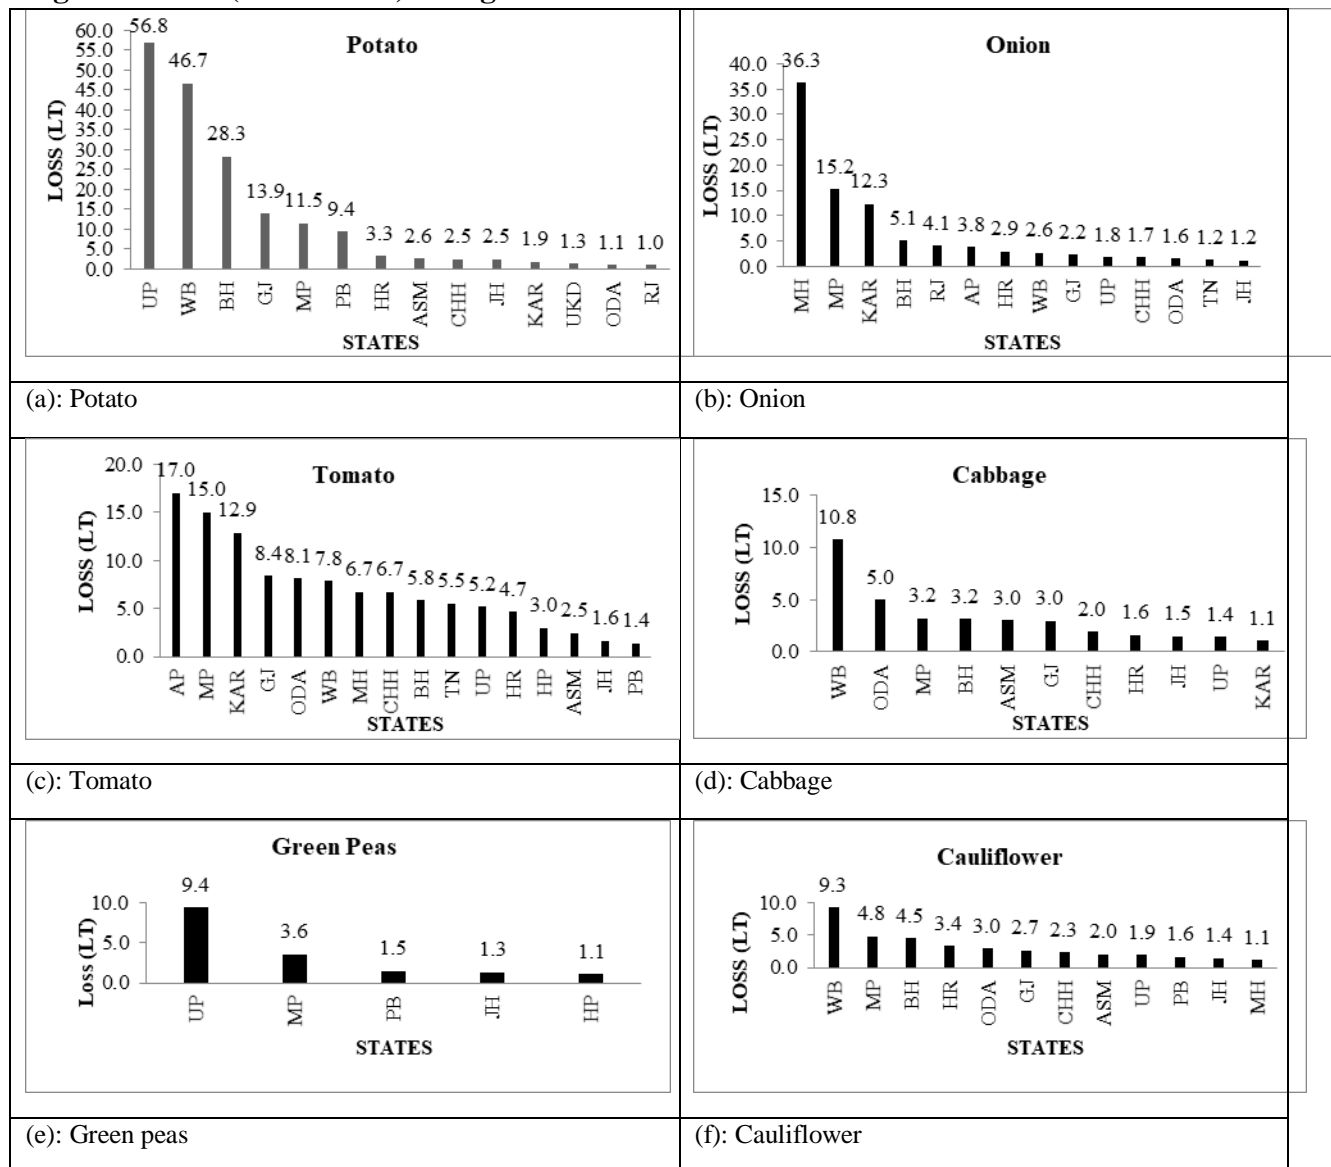 Potato
56.8
46.7
28.3
13.9
11.5
9.4
3.3
2.6
2.5
2.5
1.9
1.3
1.1
1.0
60.0
55.0
50.0
45.0
40.0
35.0
30.0
25.0
20.0
15.0
10.0
5.0
0.0
LOSS (LT)
UP
WB
BH
GJ
MP
PB
HR
ASM
CHH
JH
KAR
UKD
ODA
RJ
STATES
Onion
36.3
15.2
12.3
5.1
4.1
3.8
2.9
2.6
2.2
1.8
1.7
1.6
1.2
1.2
40.0
35.0
30.0
25.0
20.0
15.0
10.0
5.0
0.0
LOSS (LT)
MH
MP
KAR
BH
RJ
AP
HR
WB
GJ
UP
CHH
ODA
TN
JH
STATES
(a): Potato
(b): Onion
Tomato
17.0
15.0
12.9
8.4
8.1
7.8
6.7
6.7
5.8
5.5
5.2
4.7
3.0
2.5
1.6
1.4
20.0
15.0
10.0
5.0
0.0
LOSS (LT)
AP
MP
KAR
GJ
ODA
WB
MH
CHH
BH
TN
UP
HR
HP
ASM
JH
PB
STATES
Cabbage
10.8
5.0
3.2
3.2
3.0
3.0
2.0
1.6
1.5
1.4
1.1
15.0
10.0
5.0
0.0
LOSS (LT)
WB
ODA
MP
BH
ASM
GJ
CHH
HR
JH
UP
KAR
STATES
(c): Tomato
(d): Cabbage
Green Peas
9.4
3.6
1.5
1.3
1.1
10.0
5.0
0.0
Loss (LT)
UP
MP
PB
JH
HP
STATES
Cauliflower
9.3
4.8
4.5
3.4
3.0
2.7
2.3
2.0
1.9
1.6
1.4
1.1
10.0
5.0
0.0
LOSS (LT)
WB
MP
BH
HR
ODA
GJ
CHH
ASM
UP
PB
JH
MH
STATES
(e): Green peas
(f): Cauliflower